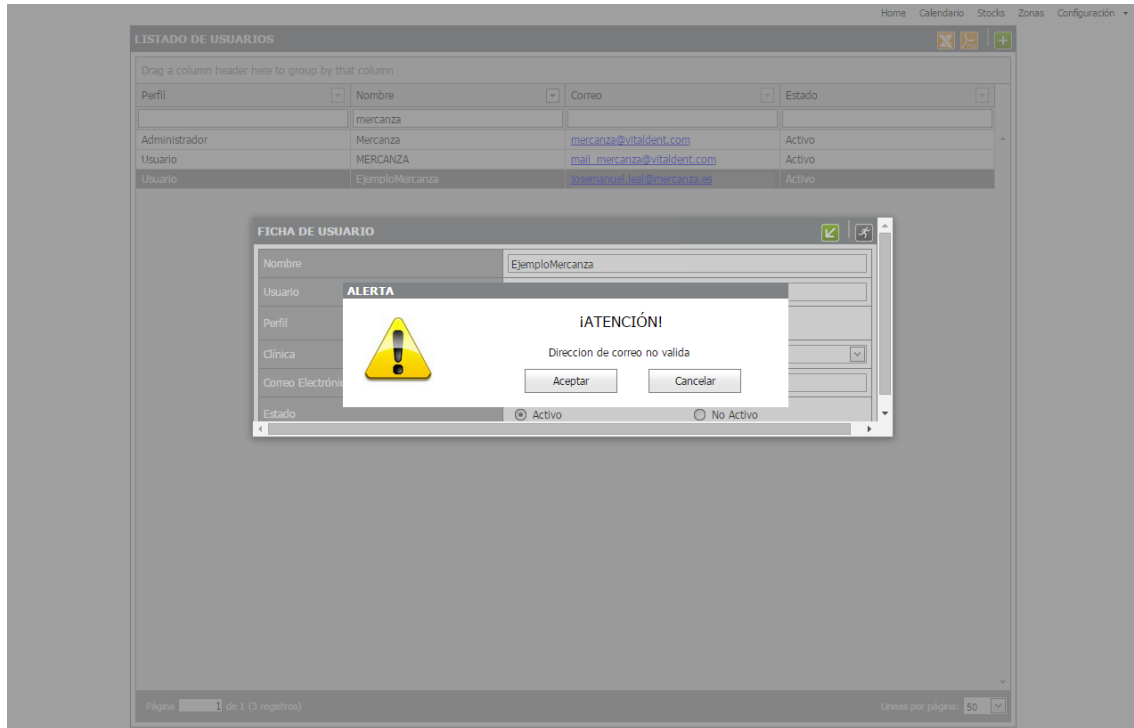 Home Calendario Stocks Zonas Configuración
LISTADO DE USUARIOS
Drag a column header here to group by that column
Perfil Nombre Correo Estado
mercanza
Administrador Mercanza mercanza@vitaldent.com Activo
Usuario MERCANZA mail_mercanza@vitaldent.com Activo
Usuario EjemploMercanza josemanuel.leal@mercanza.es Activo
FICHA DE USUARIO
Nombre EjemploMercanza
Usuario
ALERTA
Perfil
¡ATENCIÓN!
Clínica
Direccion de correo no valida
Correo Electrónic
Aceptar Cancelar
Estado Activo No Activo
Página 1 de 1 (3 registros) Lineas por página: 50